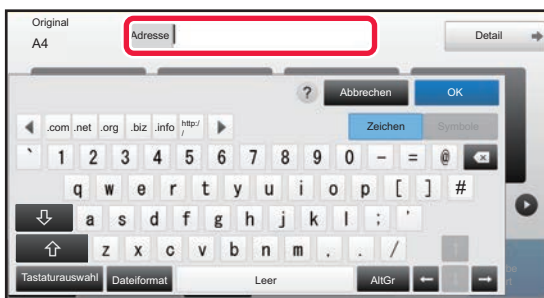 Original
A4
Adresse
Detail
? Abbrechen OK
.com .net .org .biz .info http:/
/
Zeichen Symbole
` 1 2 3 4 5 6 7 8 9 0 - = @
q w e r t y u i o p [ ] #
a s d f g h j k l ; '
z x c v b n m , . /
Tastaturauswahl Dateiformat Leer AltGr